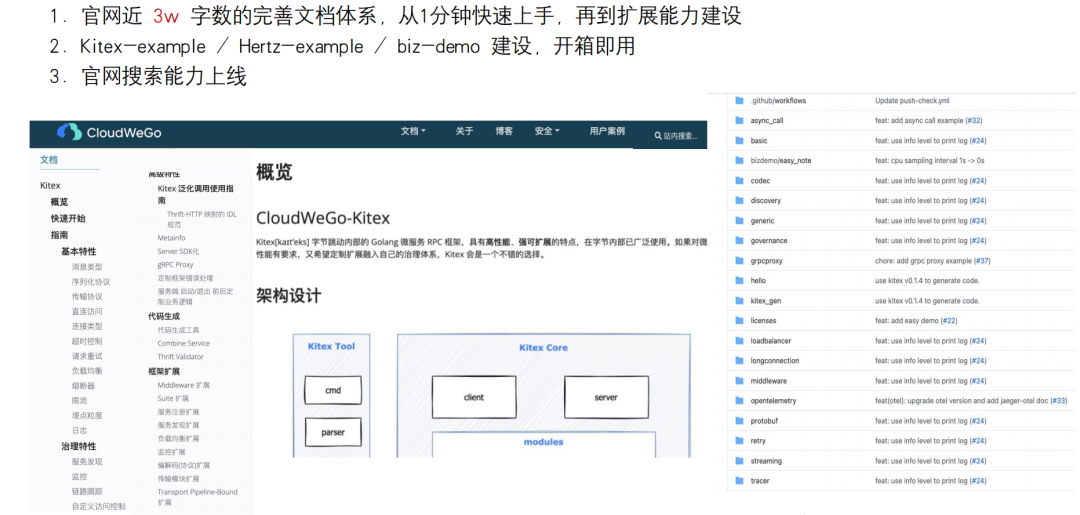 1. 官网近 3w 字数的完善文档体系，从1分钟快速上手，再到扩展能力建设
2. Kitex-example / Hertz-example / biz-demo 建设，开箱即用
3. 官网搜索能力上线
CloudWeGo
文档
关于
博客
安全
用户案例
站内搜索...
文档
Kitex
概览
快速开始
指南
基本特性
消息类型
序列化协议
传输协议
直连访问
连接类型
超时控制
请求重试
负载均衡
熔断器
限流
埋点粒度
日志
治理特性
服务发现
监控
链路跟踪
自定义访问控制
高级特性
Kitex 泛化调用使用指
南
Thrift-HTTP 映射的 IDL
规范
Metainfo
Server SDK化
gRPC Proxy
定制框架错误处理
服务端 启动/退出 前后定
制业务逻辑
代码生成
代码生成工具
Combine Service
Thrift Validator
框架扩展
Middleware 扩展
Suite 扩展
服务注册扩展
服务发现扩展
负载均衡扩展
监控扩展
编解码(协议)扩展
传输模块扩展
Transport Pipeline-Bound
扩展
概览
CloudWeGo-Kitex
Kitex[kaɪt'eks] 字节跳动内部的 Golang 微服务 RPC 框架，具有高性能、强可扩展的特点，在字节内部已广泛使用。如果对微
性能有要求，又希望定制扩展融入自己的治理体系，Kitex 会是一个不错的选择。
架构设计
Kitex Tool
cmd
parser
Kitex Core
client
server
modules
.github/workflows Update push-check.yml
async_call feat: add async call example (#32)
basic feat: use info level to print log (#24)
bizdemo/easy_note feat: cpu sampling interval 1s -> 0s
codec feat: use info level to print log (#24)
discovery feat: use info level to print log (#24)
generic feat: use info level to print log (#24)
governance feat: use info level to print log (#24)
grpcproxy chore: add grpc proxy example (#37)
hello use kitex v0.1.4 to generate code.
kitex_gen use kitex v0.1.4 to generate code.
licenses feat: add easy demo (#22)
loadbalancer feat: use info level to print log (#24)
longconnection feat: use info level to print log (#24)
middleware feat: use info level to print log (#24)
opentelemetry feat(otel): upgrade otel version and add jaeger-otel doc (#33)
protobuf feat: use info level to print log (#24)
retry feat: use info level to print log (#24)
streaming feat: use info level to print log (#24)
tracer feat: use info level to print log (#24)